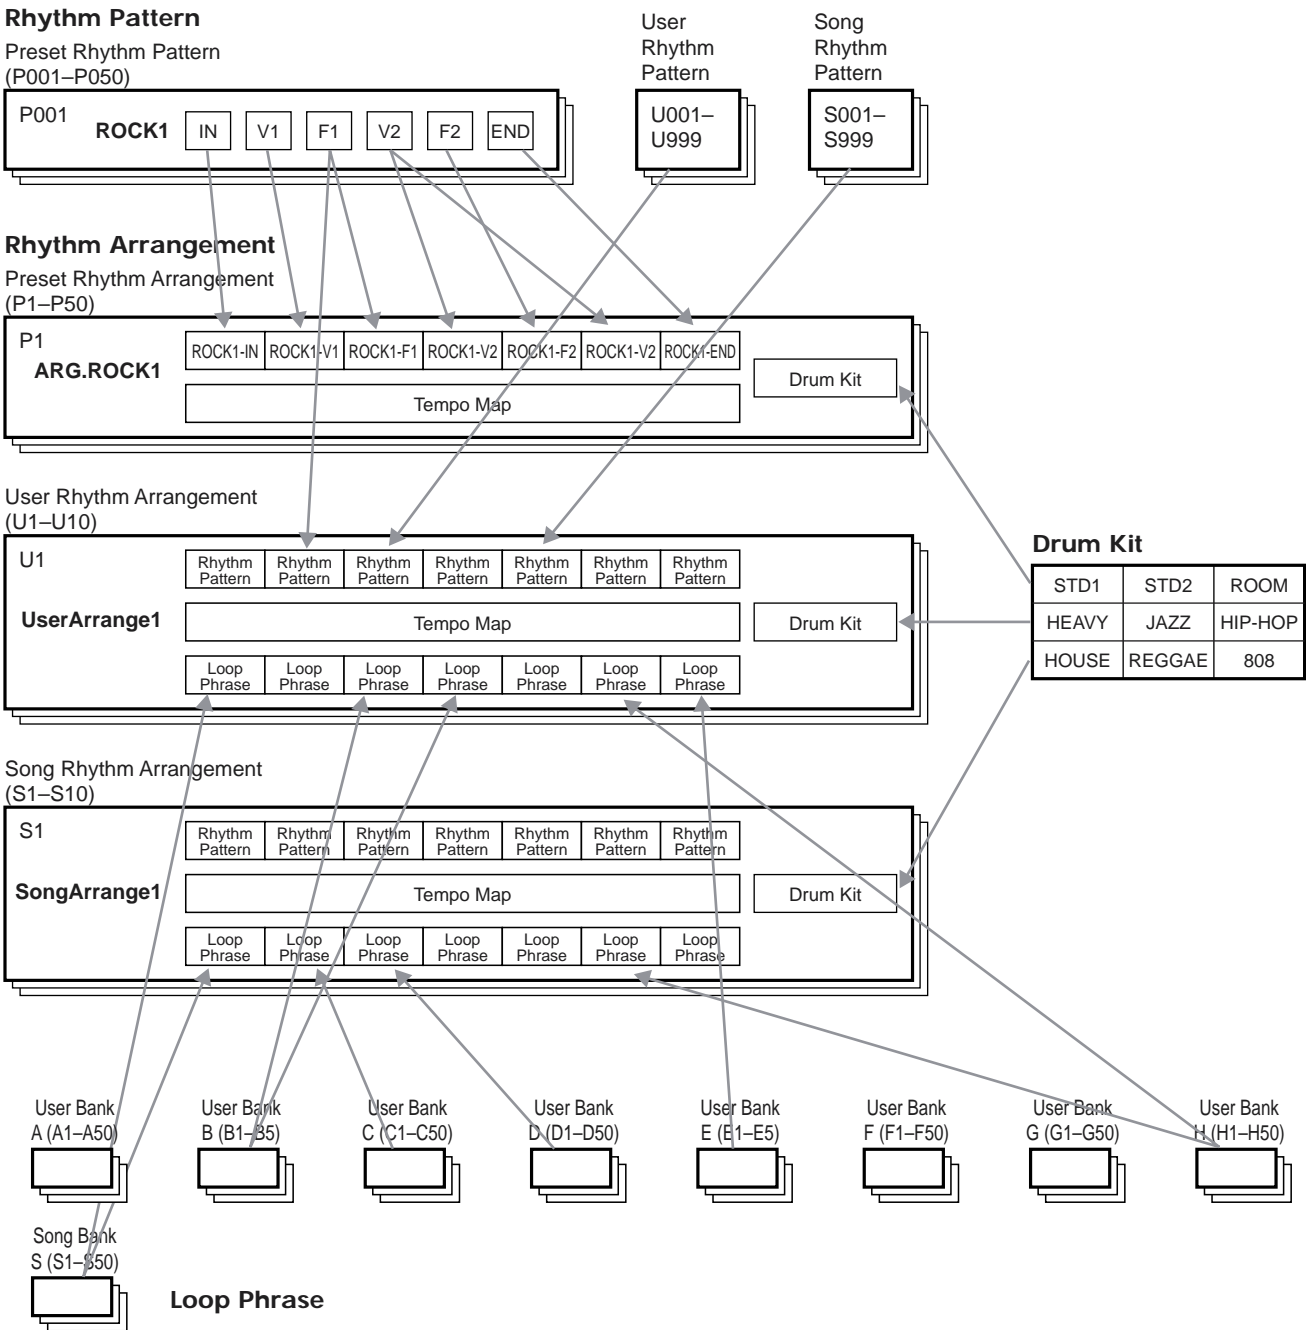 Rhythm Pattern
Preset Rhythm Pattern
(P001–P050)
User
Rhythm
Pattern
Song
Rhythm
Pattern
P001
ROCK1
IN
V1
F1
V2
F2
END
U001–
U999
S001–
S999
Rhythm Arrangement
Preset Rhythm Arrangement
(P1–P50)
P1
ARG.ROCK1
ROCK1-IN
ROCK1-V1
ROCK1-F1
ROCK1-V2
ROCK1-F2
ROCK1-V2
ROCK1-END
Tempo Map
Drum Kit
User Rhythm Arrangement
(U1–U10)
U1
UserArrange1
Rhythm
Pattern
Rhythm
Pattern
Rhythm
Pattern
Rhythm
Pattern
Rhythm
Pattern
Rhythm
Pattern
Rhythm
Pattern
Tempo Map
Drum Kit
Loop
Phrase
Loop
Phrase
Loop
Phrase
Loop
Phrase
Loop
Phrase
Loop
Phrase
Loop
Phrase
Drum Kit
STD1
STD2
ROOM
HEAVY
JAZZ
HIP-HOP
HOUSE
REGGAE
808
Song Rhythm Arrangement
(S1–S10)
S1
SongArrange1
Rhythm
Pattern
Rhythm
Pattern
Rhythm
Pattern
Rhythm
Pattern
Rhythm
Pattern
Rhythm
Pattern
Rhythm
Pattern
Tempo Map
Drum Kit
Loop
Phrase
Loop
Phrase
Loop
Phrase
Loop
Phrase
Loop
Phrase
Loop
Phrase
Loop
Phrase
User Bank
A (A1–A50)
User Bank
B (B1–B5)
User Bank
C (C1–C50)
User Bank
D (D1–D50)
User Bank
E (E1–E5)
User Bank
F (F1–F50)
User Bank
G (G1–G50)
User Bank
H (H1–H50)
Song Bank
S (S1–S50)
Loop Phrase